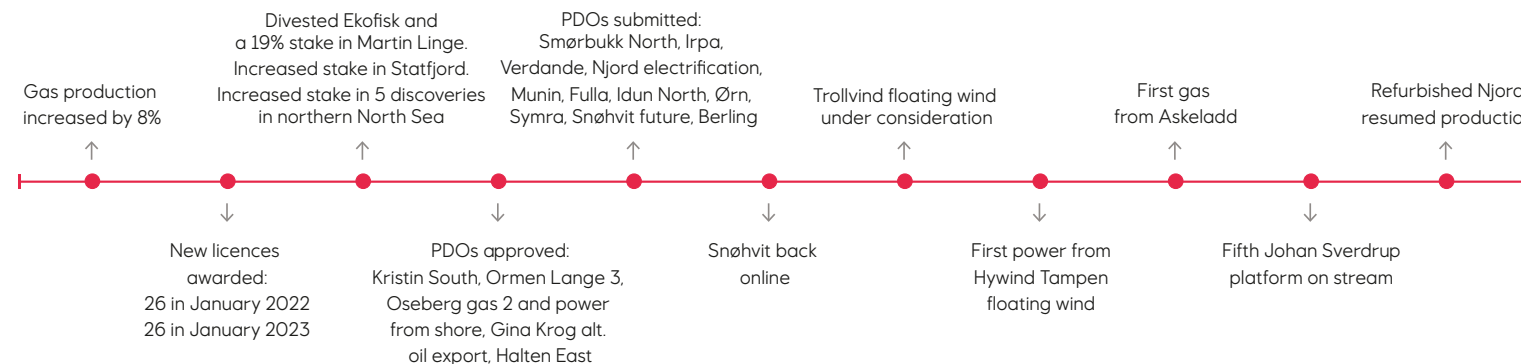 Gas production
increased by 8%
New licences
awarded:
26 in January 2022
26 in January 2023
Divested Ekofisk and
a 19% stake in Martin Linge.
Increased stake in Statfjord.
Increased stake in 5 discoveries
in northern North Sea
PDOs approved:
Kristin South, Ormen Lange 3,
Oseberg gas 2 and power
from shore, Gina Krog alt.
oil export, Halten East
PDOs submitted:
Smørbukk North, Irpa,
Verdande, Njord electrification,
Munin, Fulla, Idun North, Ørn,
Symra, Snøhvit future, Berling
Snøhvit back
online
Trollvind floating wind
under consideration
First power from
Hywind Tampen
floating wind
First gas
from Askeladd
Fifth Johan Sverdrup
platform on stream
Refurbished Njord
resumed productio